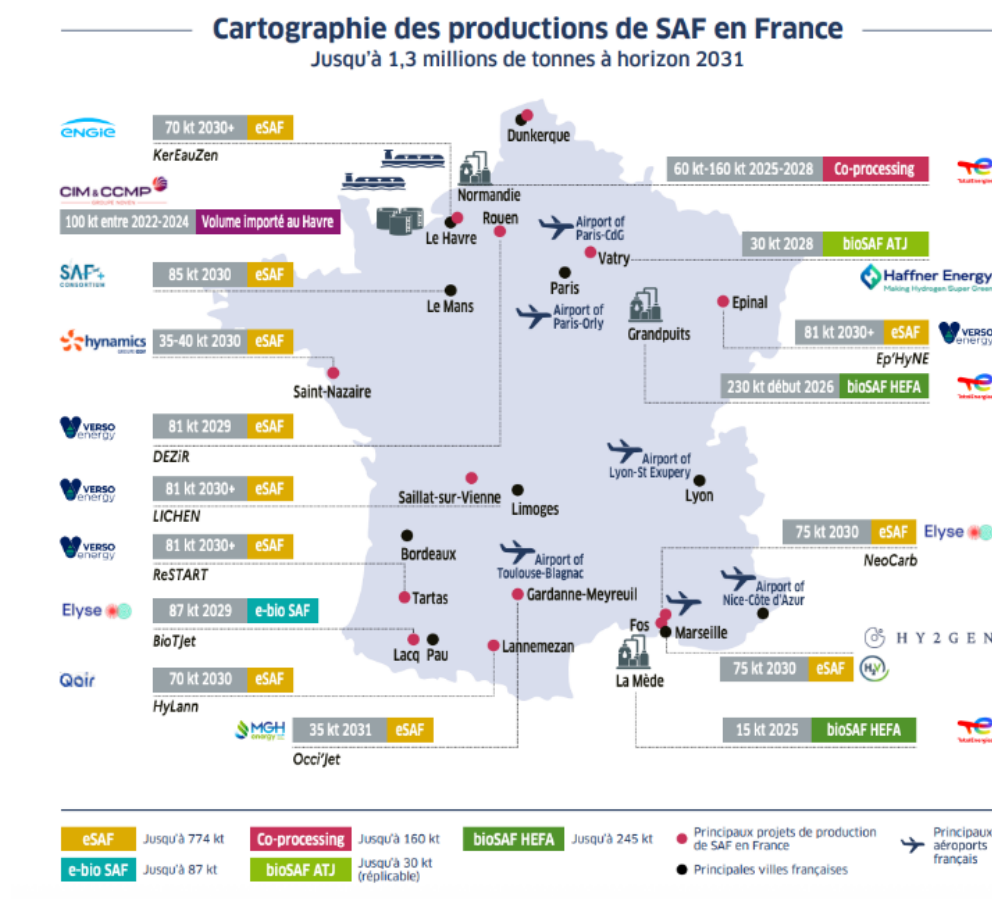 Cartographie des productions de SAF en France
Jusqu'à 1,3 millions de tonnes à horizon 2031
ENGIE
70 kt 2030+ eSAF
KerEauZen
CIM & CCMP
100 kt entre 2022-2024 Volume importé au Havre
SAF+
CONSORTIUM
85 kt 2030 eSAF
hynamics
35-40 kt 2030 eSAF
VERSO
energy
81 kt 2029 eSAF
DEZiR
VERSO
energy
81 kt 2030+ eSAF
LICHEN
VERSO
energy
81 kt 2030+ eSAF
ReSTART
Elyse
87 kt 2029 e-bio SAF
BioTJet
Qair
70 kt 2030 eSAF
HyLann
MGH
energy
35 kt 2031 eSAF
Occi'Jet
Dunkerque
Normandie
Le Havre
Rouen
Airport of
Paris-CdG
Vatry
Paris
Le Mans
Airport of
Paris-Orly
Grandpuits
Epinal
Saint-Nazaire
Airport of
Lyon-St Exupery
Lyon
Saillat-sur-Vienne
Limoges
Bordeaux
Airport of
Toulouse-Blagnac
Gardanne-Meyreuil
Tartas
Airport of
Nice-Côte d'Azur
Fos
Marseille
Lacq
Pau
Lannemezan
La Mède
60 kt-160 kt 2025-2028 Co-processing
TotalEnergies
30 kt 2028 bioSAF ATJ
Haffner Energy
Making Hydrogen Super Green
81 kt 2030+ eSAF
VERSO
energy
Ep'HyNE
230 kt début 2026 bioSAF HEFA
TotalEnergies
75 kt 2030 eSAF
Elyse
NeoCarb
HY2GEN
75 kt 2030 eSAF
H2V
15 kt 2025 bioSAF HEFA
TotalEnergies
eSAF Jusqu'à 774 kt
e-bio SAF Jusqu'à 87 kt
Co-processing Jusqu'à 160 kt
bioSAF ATJ Jusqu'à 30 kt
(réplicable)
bioSAF HEFA Jusqu'à 245 kt
Principaux projets de production
de SAF en France
Principales villes françaises
Principaux
aéroports
français